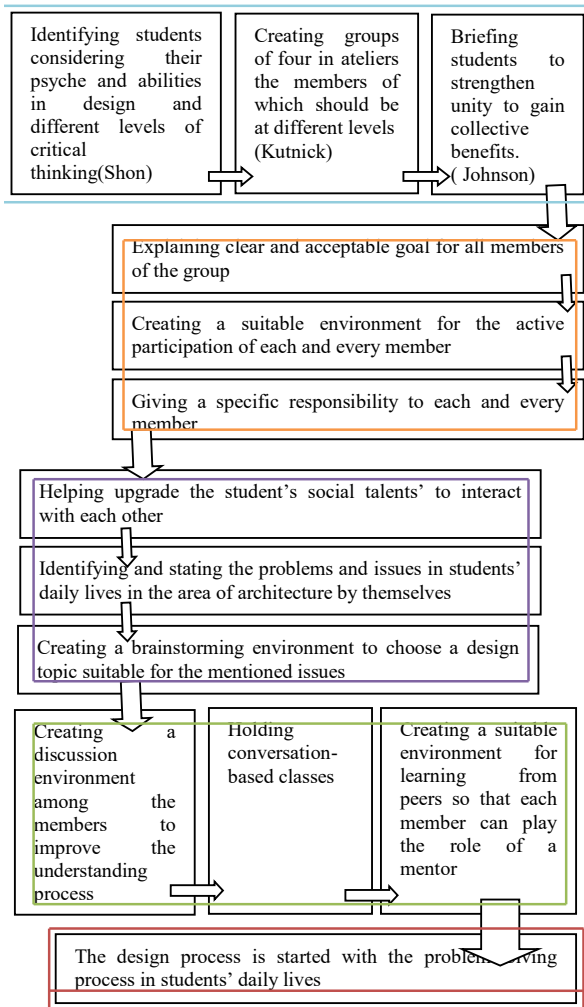 Identifying students
considering their
psyche and abilities
in design and
different levels of
critical
thinking(Shon)
Creating groups
of four in ateliers
the members of
which should be
at different levels
(Kutnick)
Briefing
students to
strengthen
unity to gain
collective
benefits.
( Johnson)
Explaining clear and acceptable goal for all members
of the group
Creating a suitable environment for the active
participation of each and every member
Giving a specific responsibility to each and every
member
Helping upgrade the student’s social talents’ to interact
with each other
Identifying and stating the problems and issues in students’
daily lives in the area of architecture by themselves
Creating a brainstorming environment to choose a design
topic suitable for the mentioned issues
Creating a
discussion
environment
among the
members to
improve the
understanding
process
Holding
conversation-
based classes
Creating a suitable
environment for
learning from
peers so that each
member can play
the role of a
mentor
The design process is started with the
process in students’ daily lives